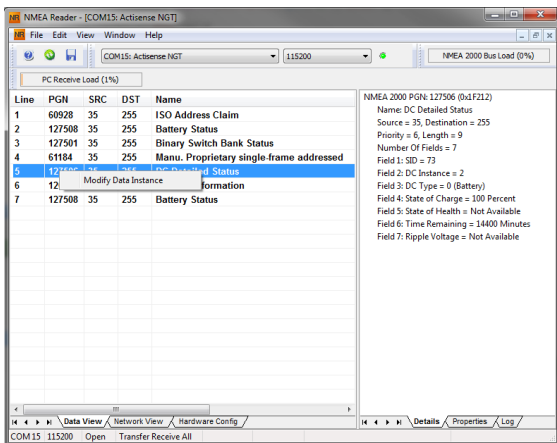 NMEA Reader - [COM15: Actisense NGT]
File Edit View Window Help
COM15: Actisense NGT 115200 NMEA 2000 Bus Load (0%)
PC Receive Load (1%)
Line PGN SRC DST Name
1 60928 35 255 ISO Address Claim
2 127508 35 255 Battery Status
3 127501 35 255 Binary Switch Bank Status
4 61184 35 255 Manu. Proprietary single-frame addressed
5 127506 35 255 DC Detailed Status
Modify Data Instance
6 formation
7 127508 35 255 Battery Status
NMEA 2000 PGN: 127506 (0x1F212)
Name: DC Detailed Status
Source = 35, Destination = 255
Priority = 6, Length = 9
Number Of Fields = 7
Field 1: SID = 73
Field 2: DC Instance = 2
Field 3: DC Type = 0 (Battery)
Field 4: State of Charge = 100 Percent
Field 5: State of Health = Not Available
Field 6: Time Remaining = 14400 Minutes
Field 7: Ripple Voltage = Not Available
Data View Network View Hardware Config
Details Properties Log
COM15 115200 Open Transfer Receive All